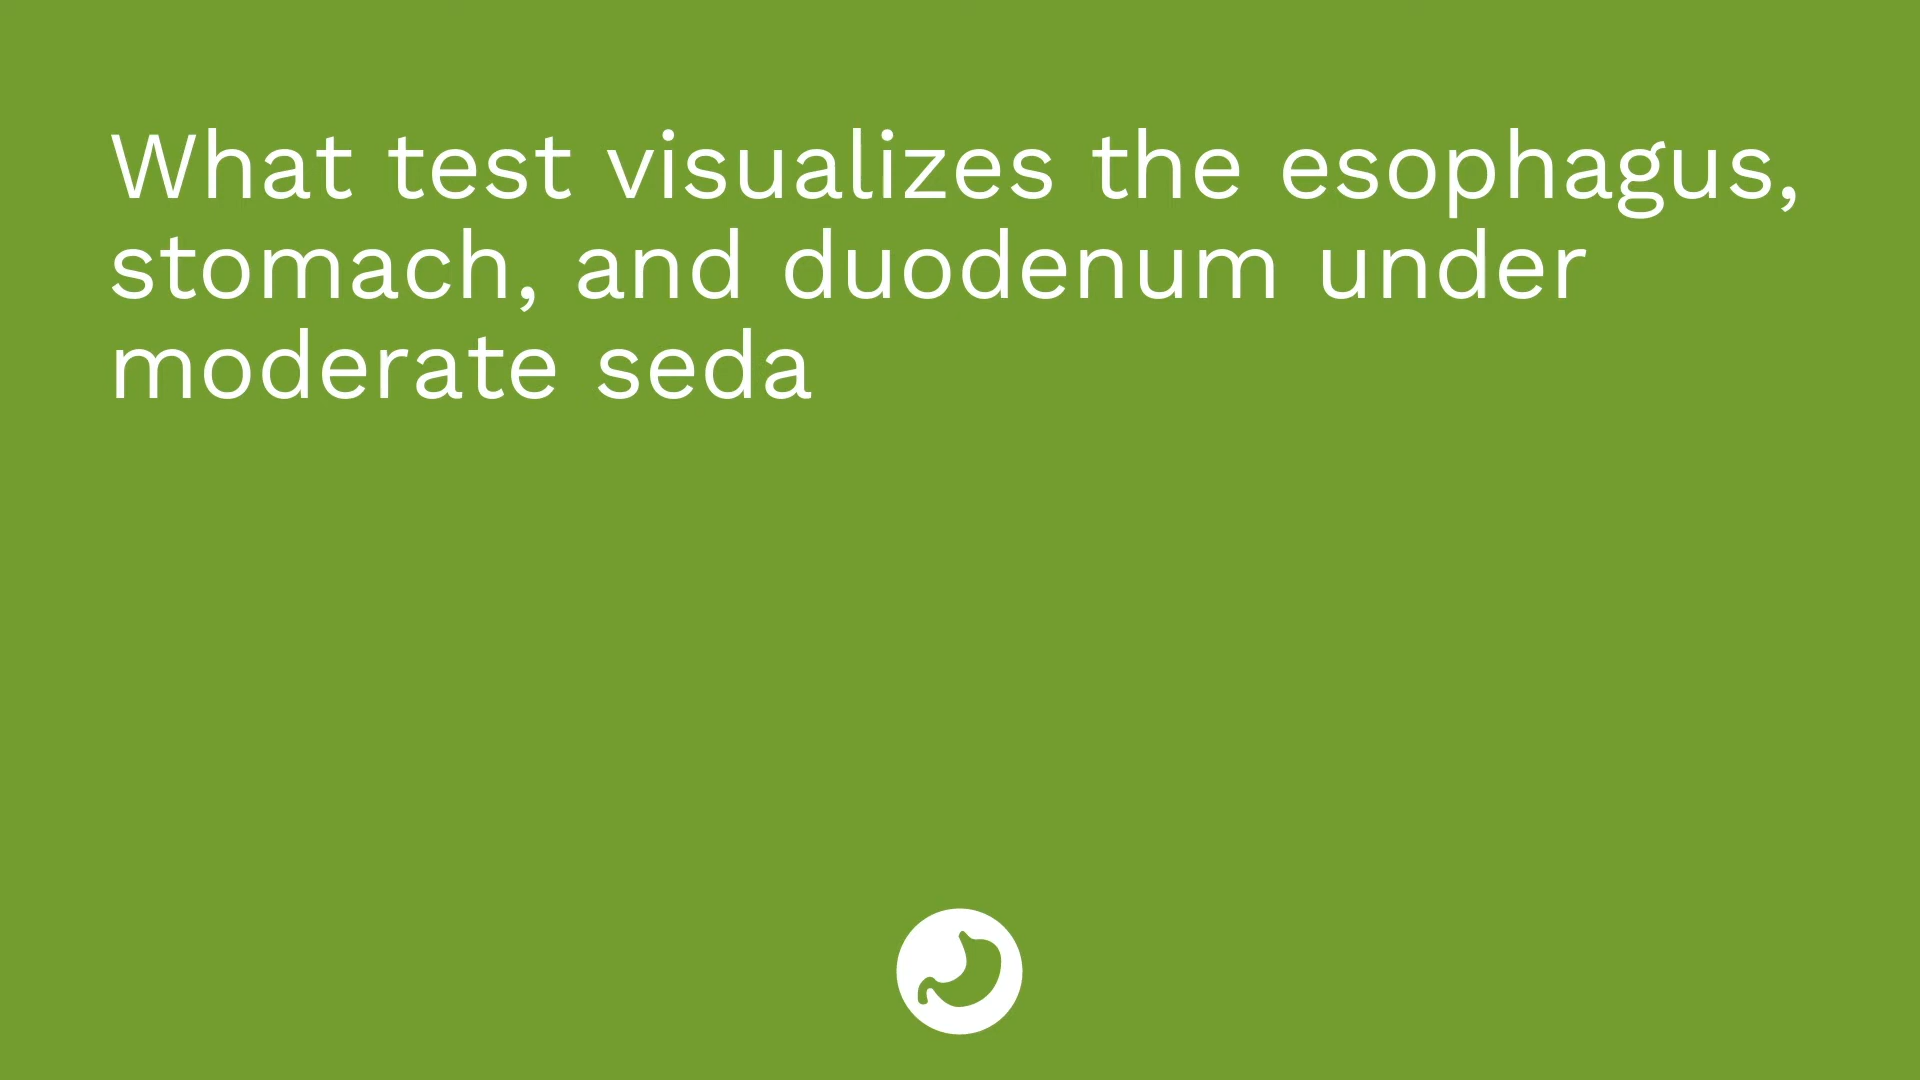 What test visualizes the esophagus,
stomach, and duodenum under
moderate seda